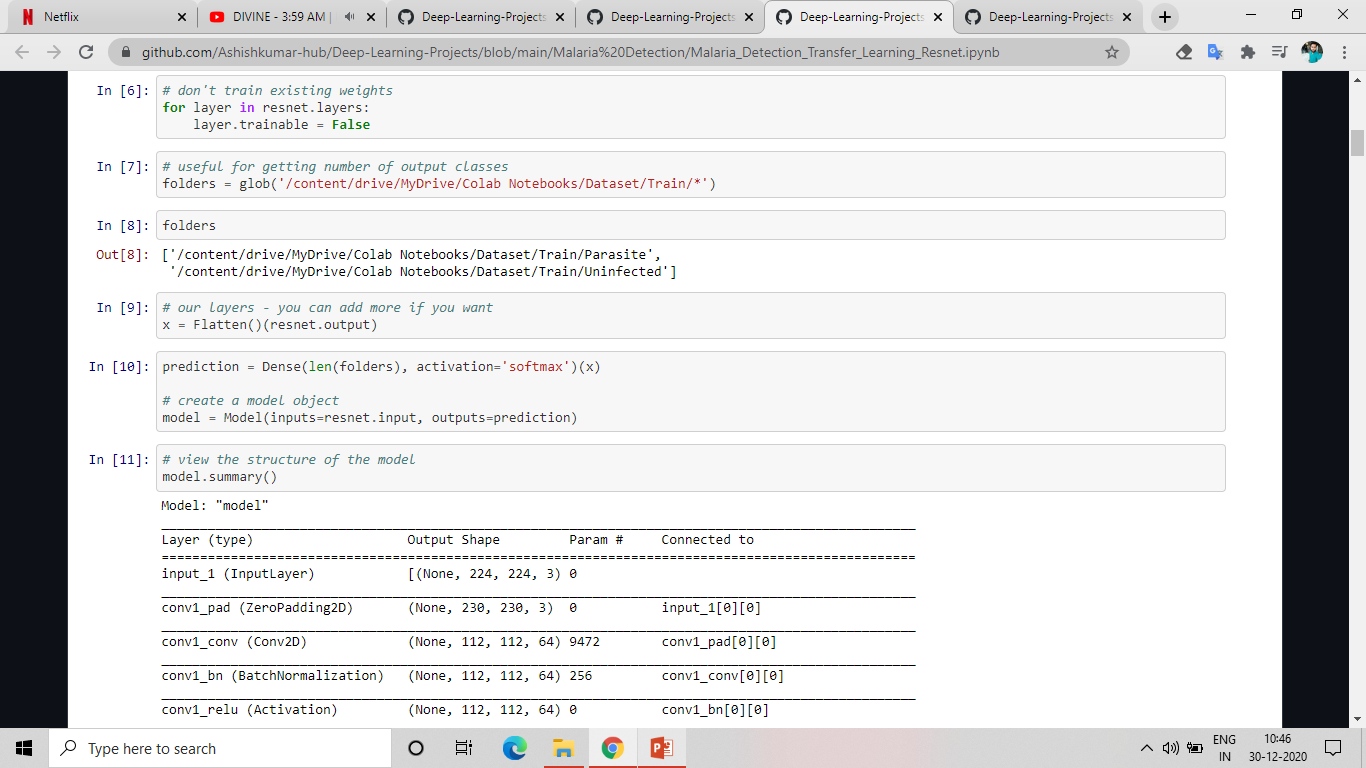 Netflix
DIVINE - 3:59 AM |
Deep-Learning-Projects
Deep-Learning-Projects
Deep-Learning-Projects
Deep-Learning-Projects
github.com/Ashishkumar-hub/Deep-Learning-Projects/blob/main/Malaria%20Detection/Malaria_Detection_Transfer_Learning_Resnet.ipynb
In [6]: # don't train existing weights
for layer in resnet.layers:
    layer.trainable = False
In [7]: # useful for getting number of output classes
folders = glob('/content/drive/MyDrive/Colab Notebooks/Dataset/Train/*')
In [8]: folders
Out[8]: ['/content/drive/MyDrive/Colab Notebooks/Dataset/Train/Parasite',
 '/content/drive/MyDrive/Colab Notebooks/Dataset/Train/Uninfected']
In [9]: # our layers - you can add more if you want
x = Flatten()(resnet.output)
In [10]: prediction = Dense(len(folders), activation='softmax')(x)
# create a model object
model = Model(inputs=resnet.input, outputs=prediction)
In [11]: # view the structure of the model
model.summary()
Model: "model"
Layer (type) Output Shape Param # Connected to
input_1 (InputLayer) [(None, 224, 224, 3) 0
conv1_pad (ZeroPadding2D) (None, 230, 230, 3) 0 input_1[0][0]
conv1_conv (Conv2D) (None, 112, 112, 64) 9472 conv1_pad[0][0]
conv1_bn (BatchNormalization) (None, 112, 112, 64) 256 conv1_conv[0][0]
conv1_relu (Activation) (None, 112, 112, 64) 0 conv1_bn[0][0]
Type here to search
ENG
IN
10:46
30-12-2020